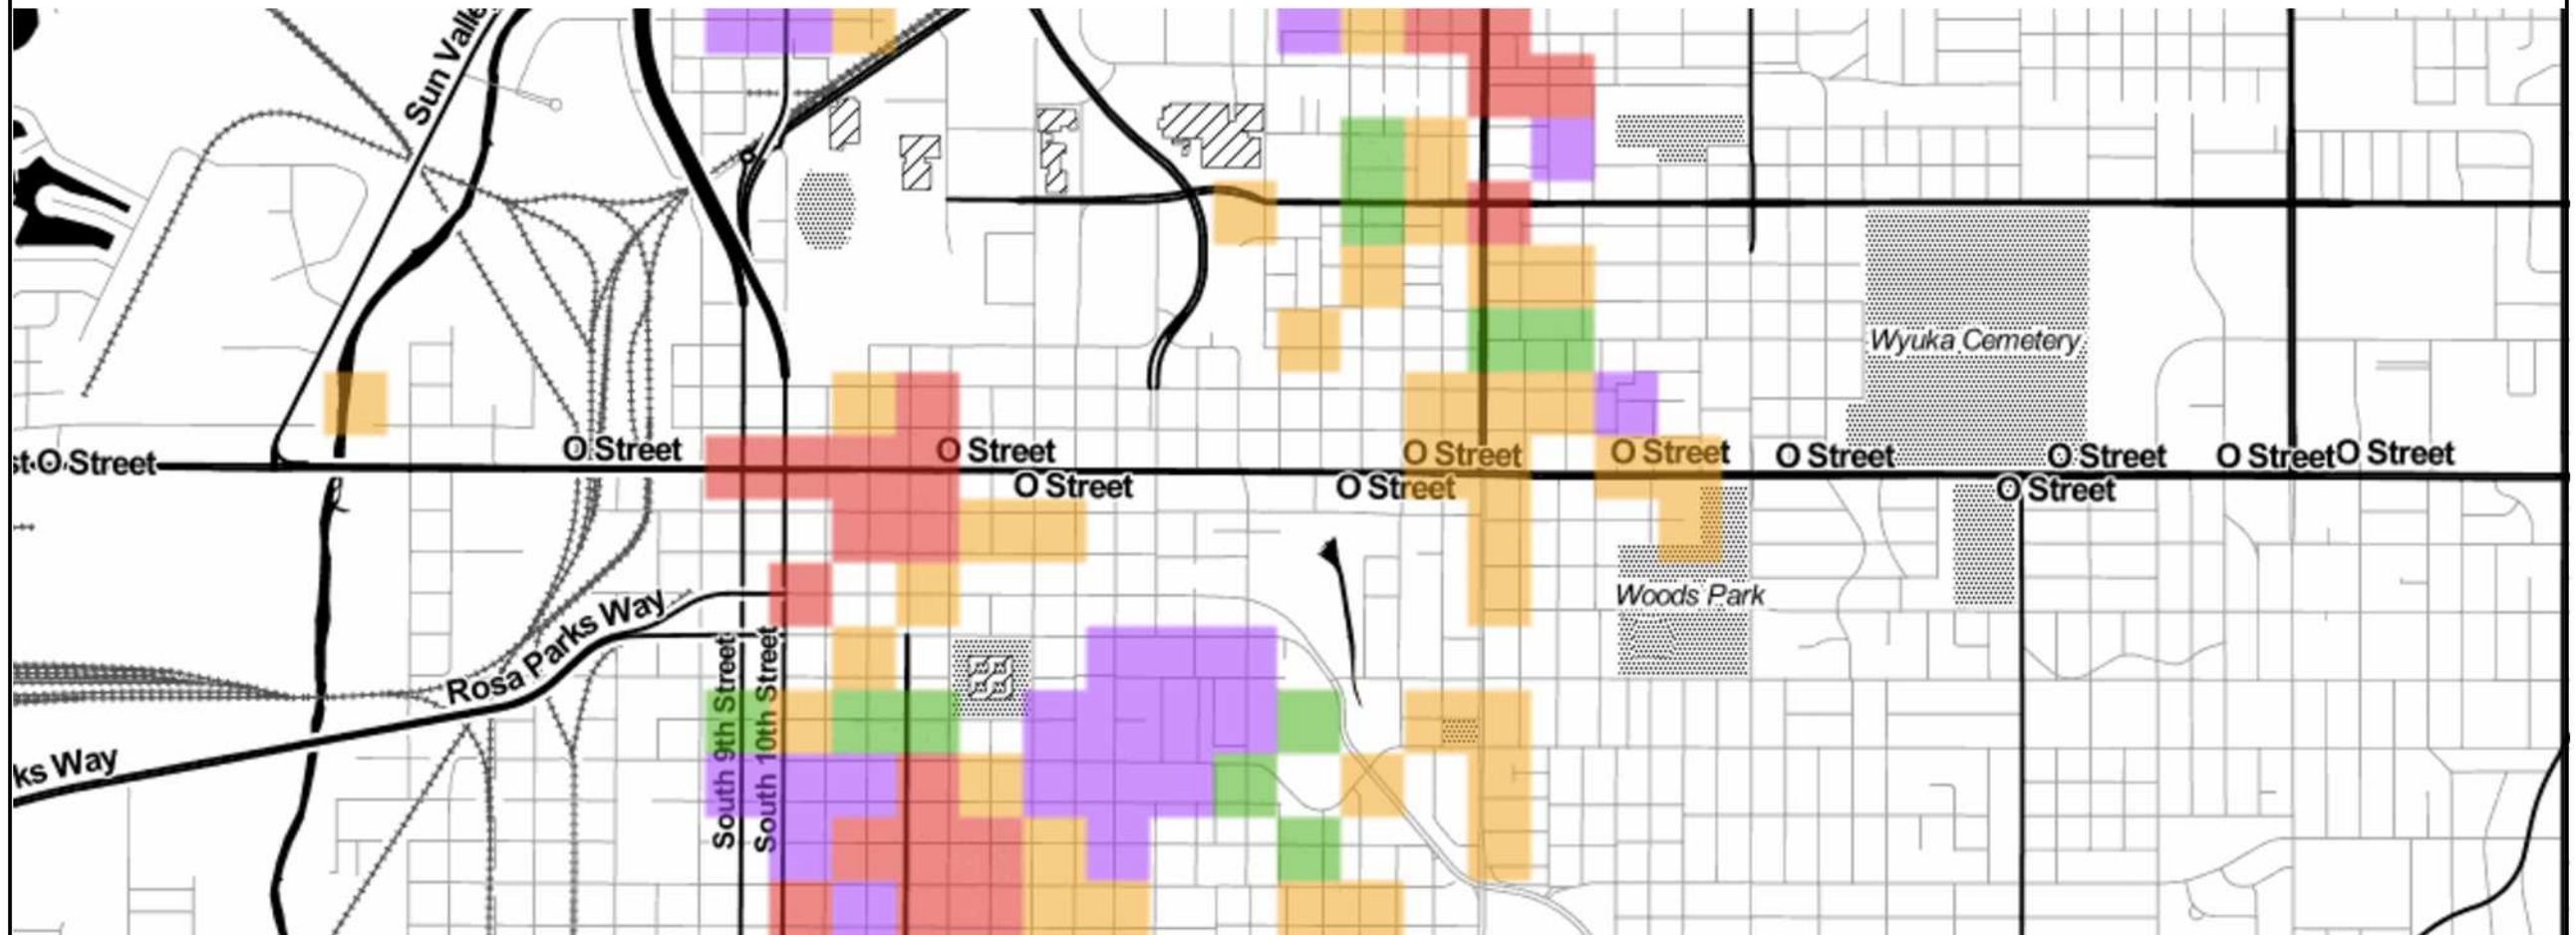 Sun Valle
Wyuka Cemetery
O Street
O Street
O Street
O Street
O Street
O Street
O Street
O Street
st O Street
O Street
O Street
O Street
Woods Park
Rosa Parks Way
South 9th Street
South 10th Street
ks Way